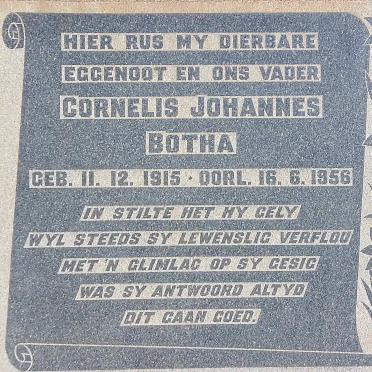 HIER RUS MY DIERBARE
EGGENOOT EN ONS VADER
CORNELIS JOHANNES
BOTHA
GEB. 11. 12. 1915 · OORL. 16. 6. 1956
IN STILTE HET HY GELY
WYL STEEDS SY LEWENSLIG VERFLOU
MET 'N GLIMLAG OP SY GESIG
WAS SY ANTWOORD ALTYD
DIT GAAN GOED.